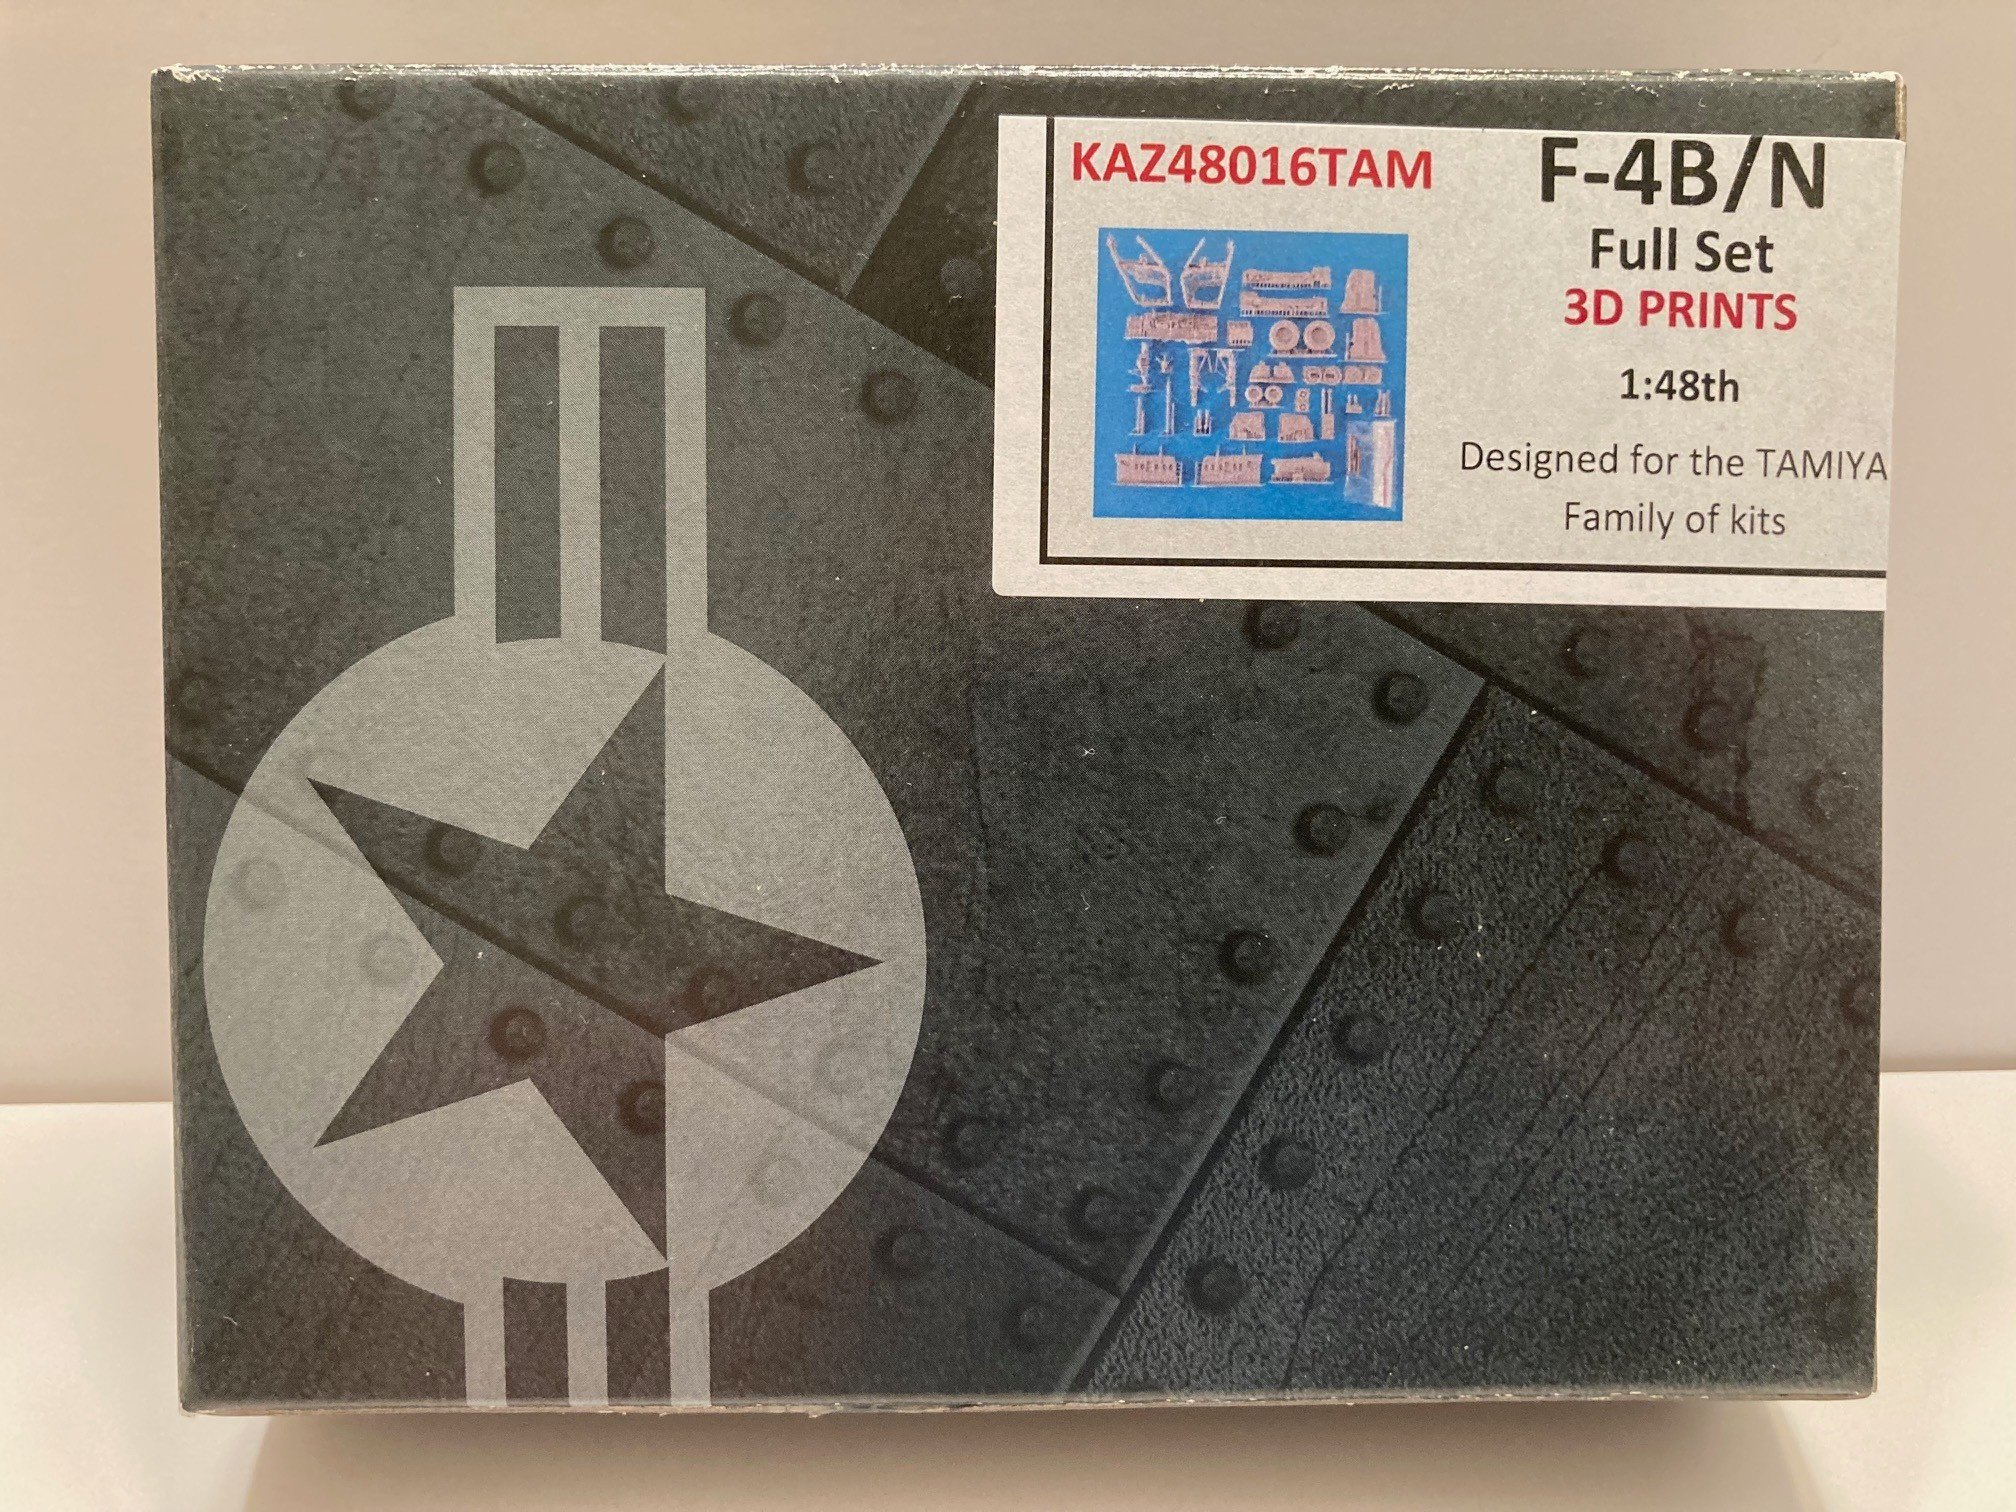 KAZ48016TAM
F-4B/N
Full Set
3D PRINTS
1:48th
Designed for the TAMIYA
Family of kits